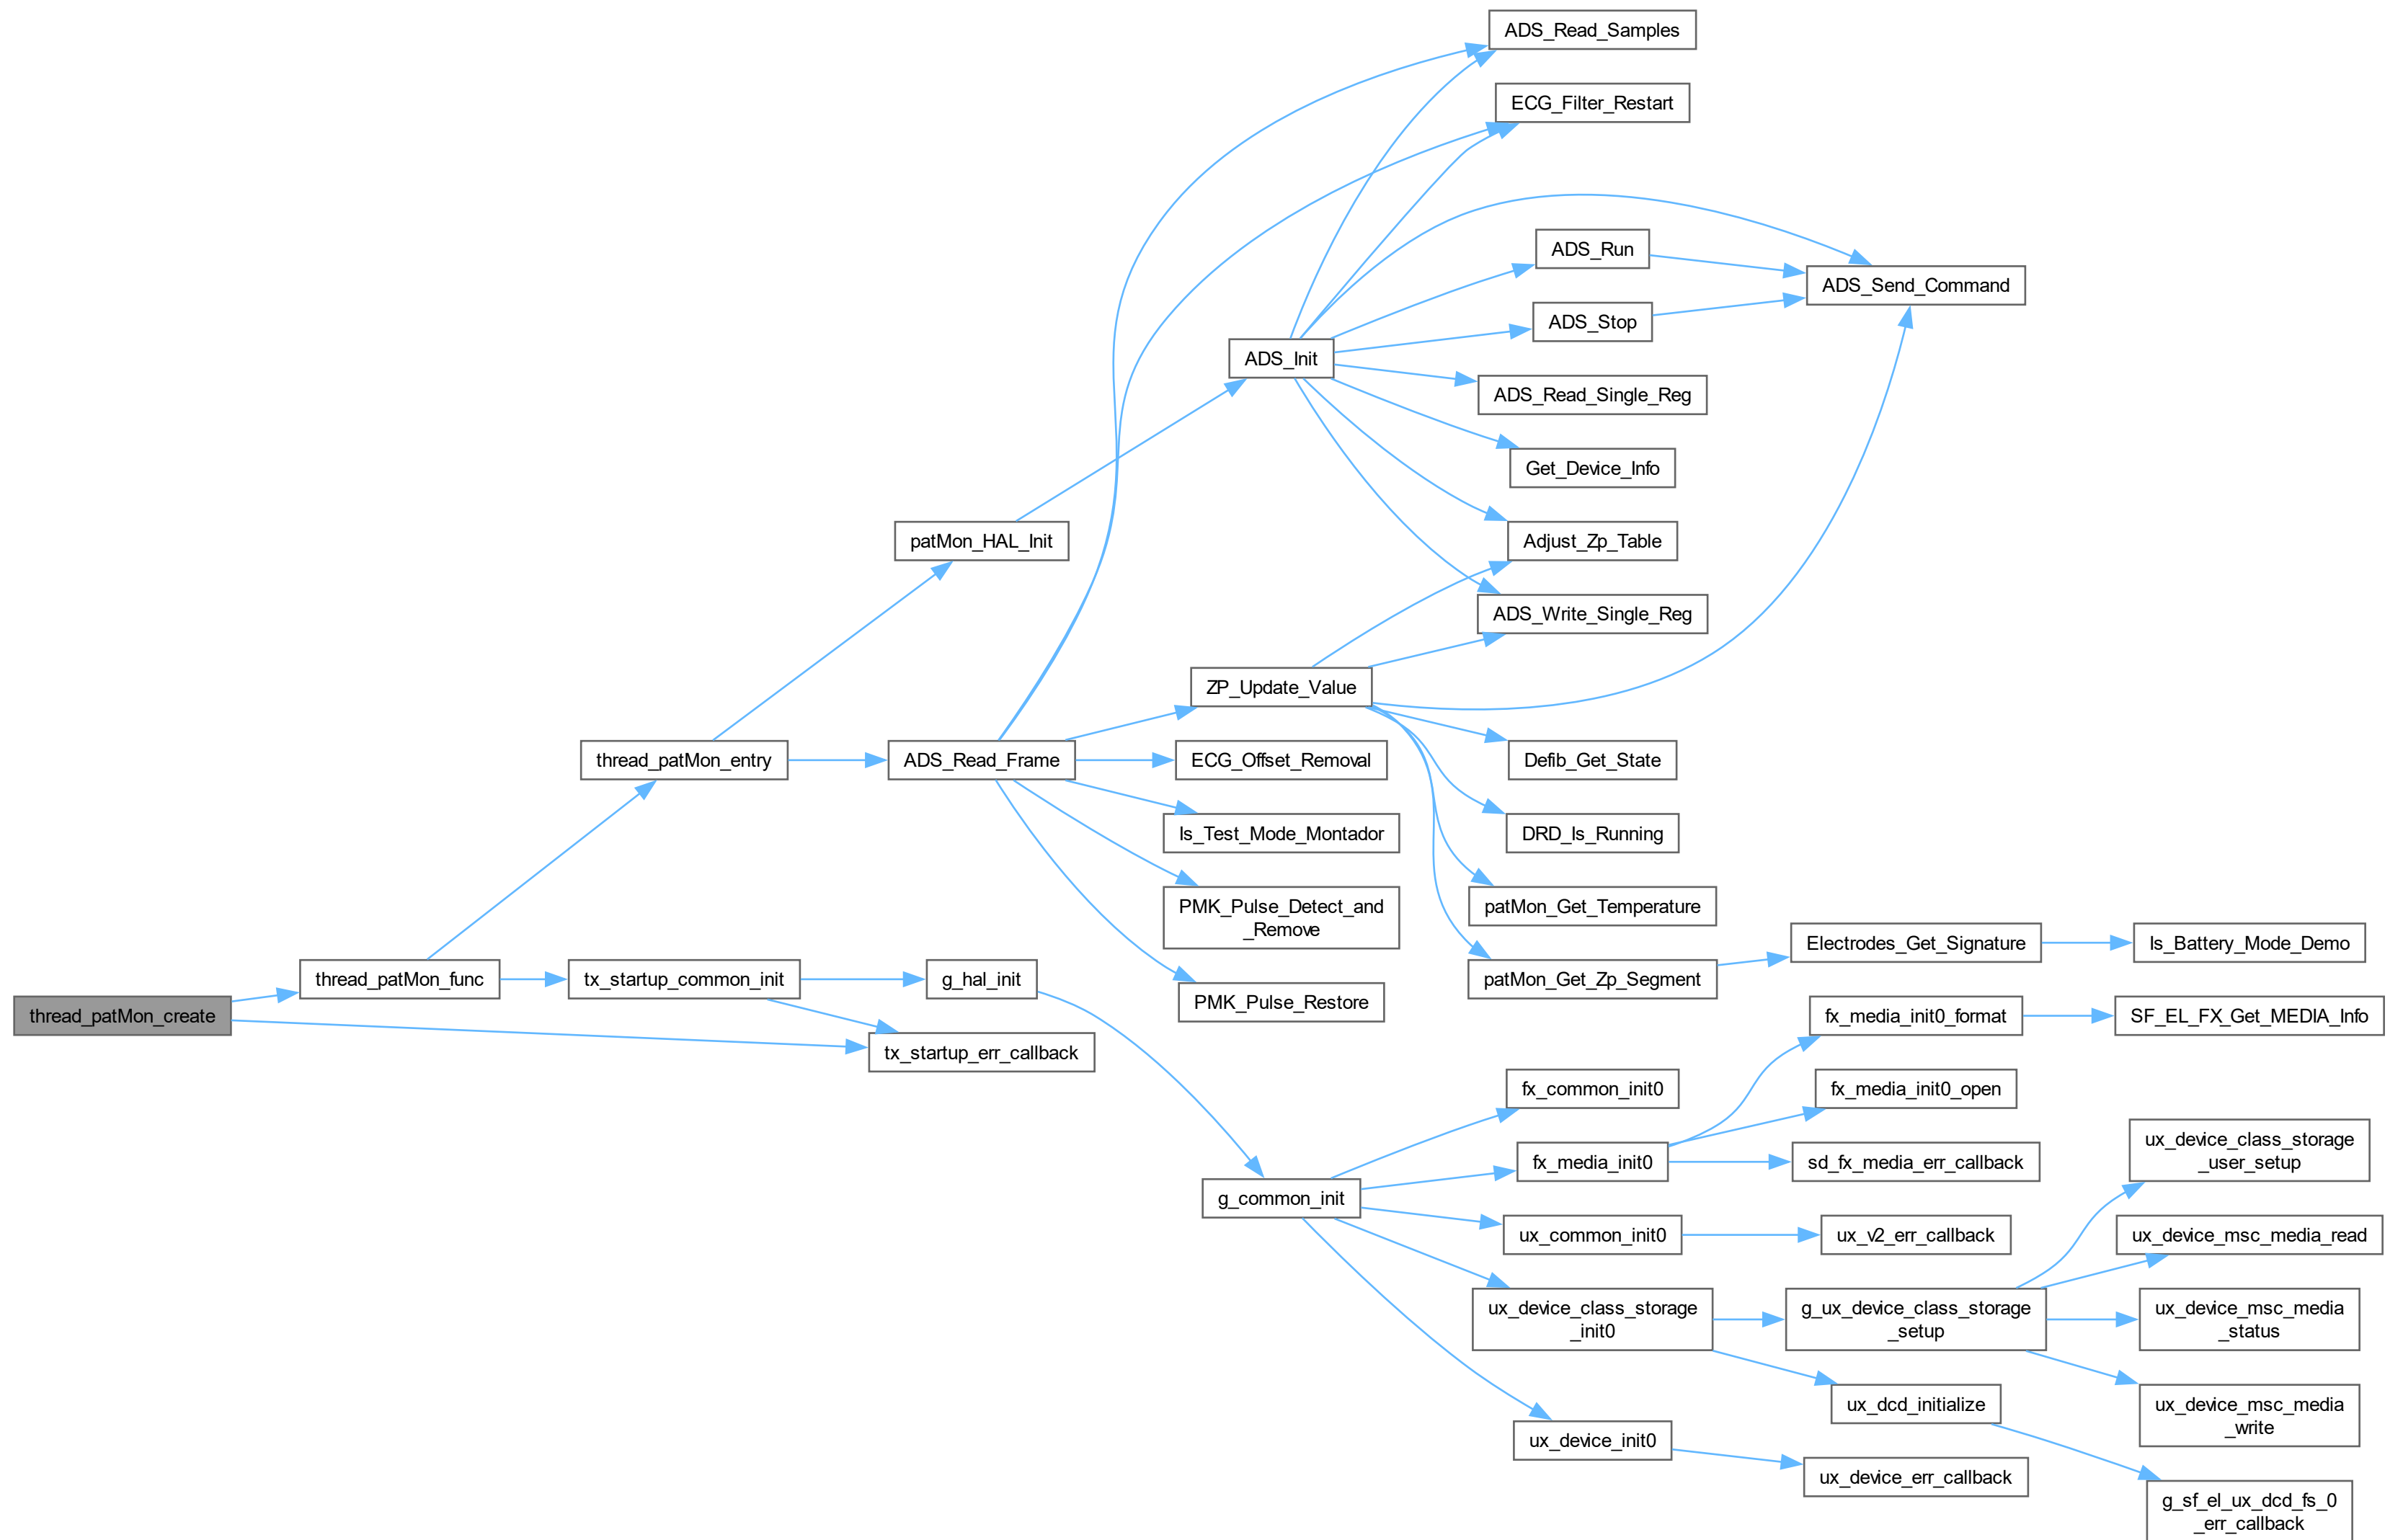 ADS_Read_Samples
ECG_Filter_Restart
ADS_Run
ADS_Send_Command
ADS_Stop
ADS_Init
ADS_Read_Single_Reg
Get_Device_Info
patMon_HAL_Init
Adjust_Zp_Table
ADS_Write_Single_Reg
ZP_Update_Value
thread_patMon_entry
ADS_Read_Frame
ECG_Offset_Removal
Defib_Get_State
Is_Test_Mode_Montador
DRD_Is_Running
PMK_Pulse_Detect_and
_Remove
patMon_Get_Temperature
Electrodes_Get_Signature
Is_Battery_Mode_Demo
thread_patMon_func
tx_startup_common_init
g_hal_init
patMon_Get_Zp_Segment
PMK_Pulse_Restore
thread_patMon_create
fx_media_init0_format
SF_EL_FX_Get_MEDIA_Info
tx_startup_err_callback
fx_common_init0
fx_media_init0_open
ux_device_class_storage
_user_setup
fx_media_init0
sd_fx_media_err_callback
g_common_init
ux_common_init0
ux_v2_err_callback
ux_device_msc_media_read
ux_device_class_storage
_init0
g_ux_device_class_storage
_setup
ux_device_msc_media
_status
ux_dcd_initialize
ux_device_msc_media
_write
ux_device_init0
ux_device_err_callback
g_sf_el_ux_dcd_fs_0
_err_callback